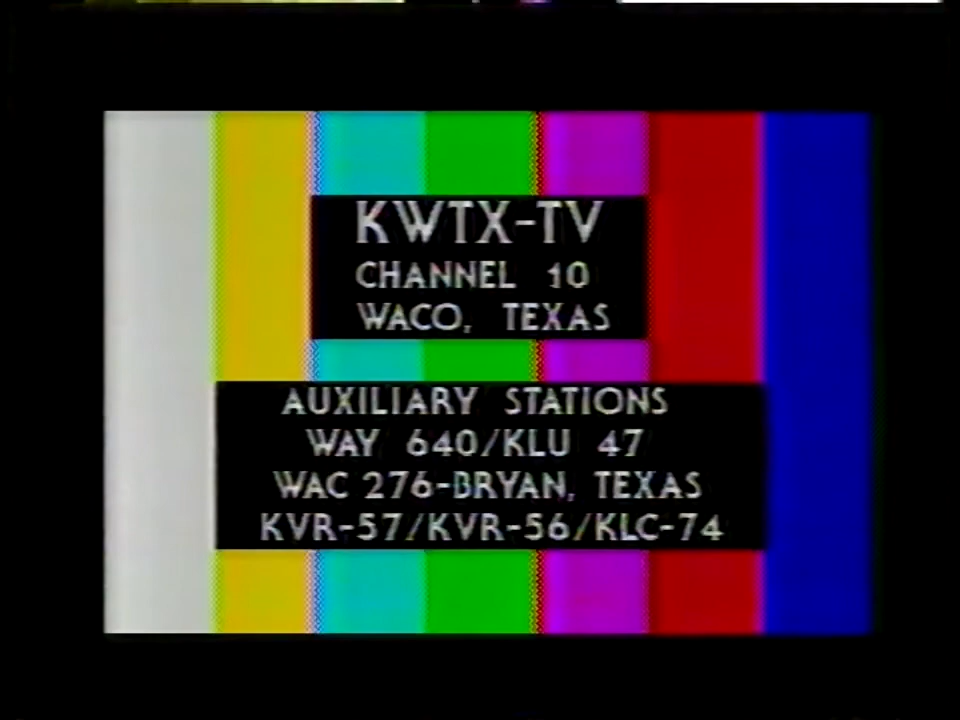 KWTX-TV
CHANNEL 10
WACO, TEXAS
AUXILIARY STATIONS
WAY 640/KLU 47
WAC 276-BRYAN, TEXAS
KVR-57/KVR-56/KLC-74